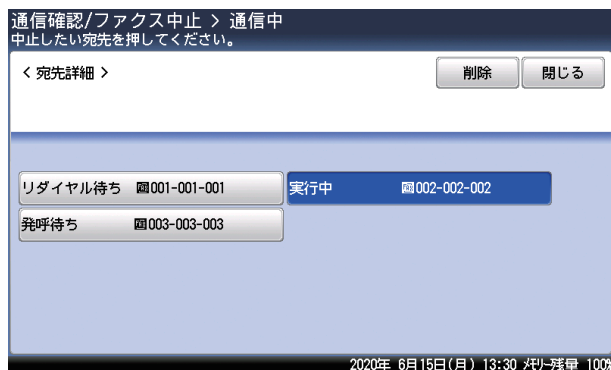 通信確認/ファクス中止 > 通信中
中止したい宛先を押してください。
< 宛先詳細 >
削除
閉じる
リダイヤル待ち 001-001-001
実行中 002-002-002
発呼待ち 003-003-003
2020年 6月15日(月) 13:30 メモリー残量 100%